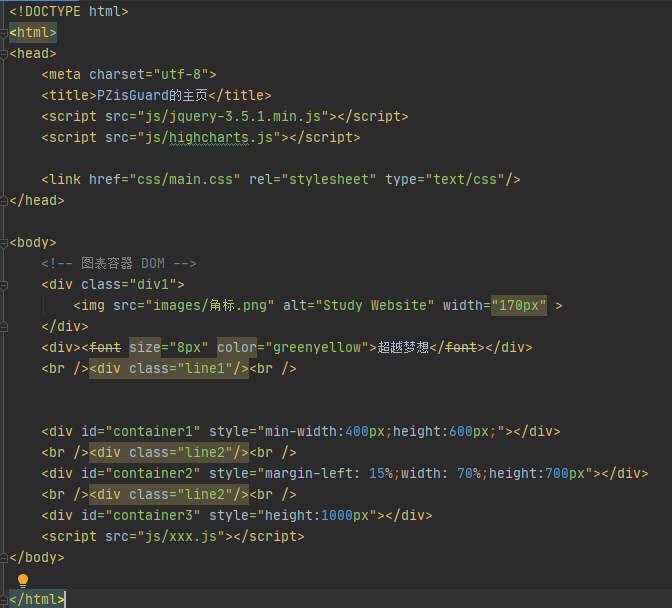 <!DOCTYPE html>
<html>
<head>
    <meta charset="utf-8">
    <title>PZisGuard的主页</title>
    <script src="js/jquery-3.5.1.min.js"></script>
    <script src="js/highcharts.js"></script>

    <link href="css/main.css" rel="stylesheet" type="text/css"/>
</head>

<body>
    <!-- 图表容器 DOM -->
    <div class="div1">
        <img src="images/角标.png" alt="Study Website" width="170px" >
    </div>
    <div><font size="8px" color="greenyellow">超越梦想</font></div>
    <br /><div class="line1"/><br />


    <div id="container1" style="min-width:400px;height:600px;"></div>
    <br /><div class="line2"/><br />
    <div id="container2" style="margin-left: 15%;width: 70%;height:700px"></div>
    <br /><div class="line2"/><br />
    <div id="container3" style="height:1000px"></div>
    <script src="js/xxx.js"></script>
</body>

</html>